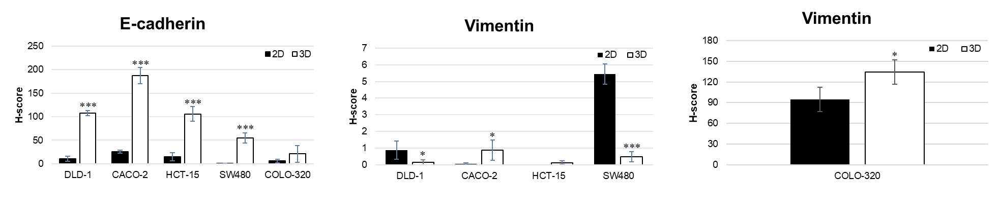 E-cadherin
H-score
250
200
150
100
50
0
2D 3D
***
***
***
***
DLD-1 CACO-2 HCT-15 SW480 COLO-320
Vimentin
H-score
7
6
5
4
3
2
1
0
2D 3D
*
*
***
DLD-1 CACO-2 HCT-15 SW480
Vimentin
H-score
180
150
120
90
60
30
0
2D 3D
*
COLO-320